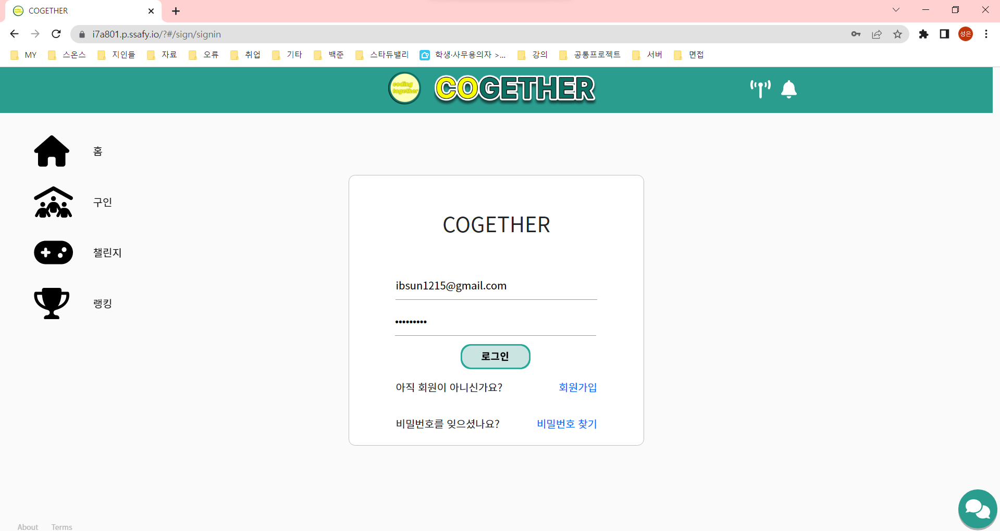 COGETHER
i7a801.p.ssafy.io/?#/sign/signin
성은
MY 스온스 지인들 자료 오류 취업 기타 백준 스타듀밸리 학생·사무용의자 >... 강의 공통프로젝트 서버 면접
coding
together
COGETHER
홈
구인
챌린지
랭킹
COGETHER
ibsun1215@gmail.com
•••••••••
로그인
아직 회원이 아니신가요? 회원가입
비밀번호를 잊으셨나요? 비밀번호 찾기
About Terms